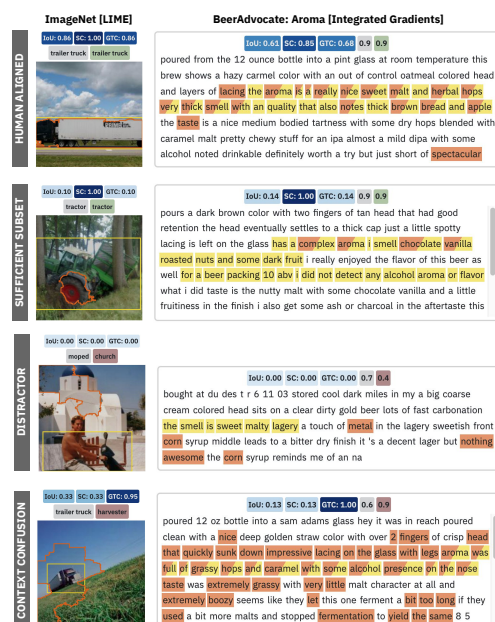 ImageNet [LIME]
BeerAdvocate: Aroma [Integrated Gradients]
HUMAN ALIGNED
IoU: 0.86 SC: 1.00 GTC: 0.86
trailer truck trailer truck
IoU: 0.61 SC: 0.85 GTC: 0.68 0.9 0.9
poured from the 12 ounce bottle into a pint glass at room temperature this
brew shows a hazy carmel color with an out of control oatmeal colored head
and layers of lacing the aroma is a really nice sweet malt and herbal hops
very thick smell with an quality that also notes thick brown bread and apple
the taste is a nice medium bodied tartness with some dry hops blended with
caramel malt pretty chewy stuff for an ipa almost a mild dipa with some
alcohol noted drinkable definitely worth a try but just short of spectacular
SUFFICIENT SUBSET
IoU: 0.10 SC: 1.00 GTC: 0.10
tractor tractor
IoU: 0.14 SC: 1.00 GTC: 0.14 0.9 0.9
pours a dark brown color with two fingers of tan head that had good
retention the head eventually settles to a thick cap just a little spotty
lacing is left on the glass has a complex aroma i smell chocolate vanilla
roasted nuts and some dark fruit i really enjoyed the flavor of this beer as
well for a beer packing 10 abv i did not detect any alcohol aroma or flavor
what i did taste is the nutty malt with some chocolate vanilla and a little
fruitiness in the finish i also get some ash or charcoal in the aftertaste this
DISTRACTOR
IoU: 0.00 SC: 0.00 GTC: 0.00
moped church
IoU: 0.00 SC: 0.00 GTC: 0.00 0.7 0.4
bought at du des t r 6 11 03 stored cool dark miles in my a big coarse
cream colored head sits on a clear dirty gold beer lots of fast carbonation
the smell is sweet malty lagery a touch of metal in the lagery sweetish front
corn syrup middle leads to a bitter dry finish it 's a decent lager but nothing
awesome the corn syrup reminds me of an na
CONTEXT CONFUSION
IoU: 0.33 SC: 0.33 GTC: 0.95
trailer truck harvester
IoU: 0.13 SC: 0.13 GTC: 1.00 0.6 0.9
poured 12 oz bottle into a sam adams glass hey it was in reach poured
clean with a nice deep golden straw color with over 2 fingers of crisp head
that quickly sunk down impressive lacing on the glass with legs aroma was
full of grassy hops and caramel with some alcohol presence on the nose
taste was extremely grassy with very little malt character at all and
extremely boozy seems like they let this one ferment a bit too long if they
used a bit more malts and stopped fermentation to yield the same 8 5